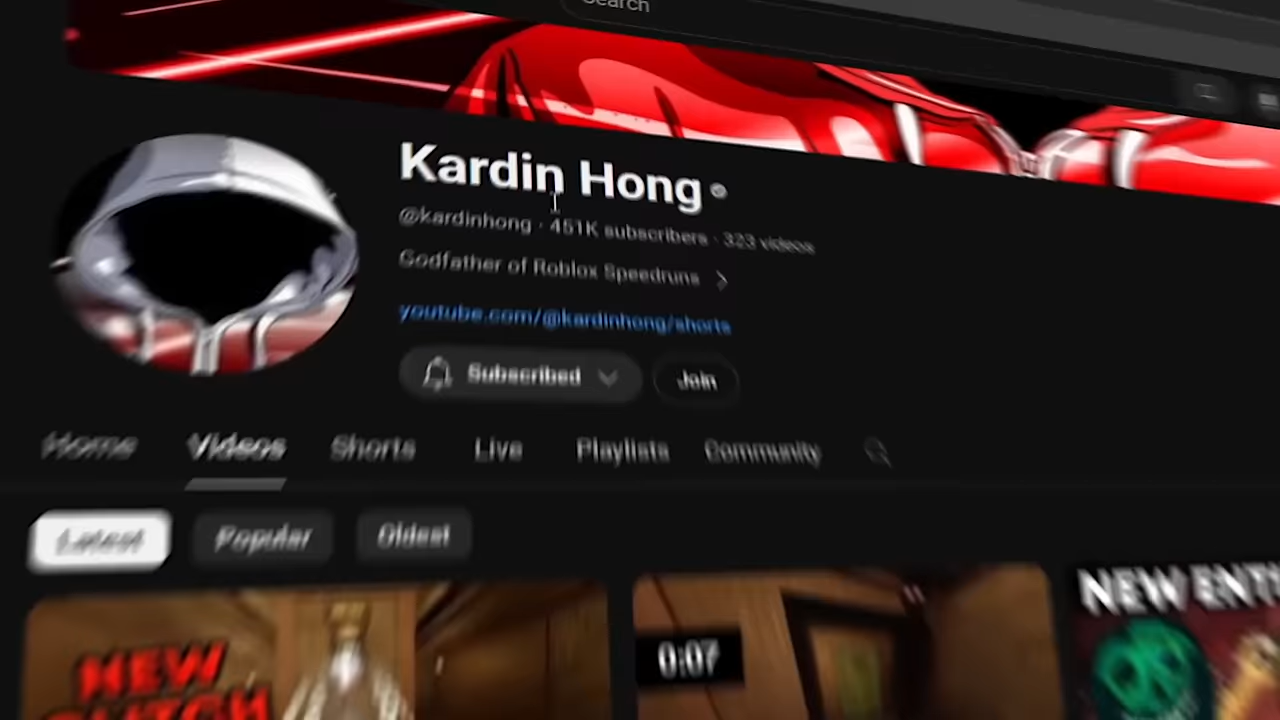 Search
Kardin Hong
@kardinhong · 451K subscribers · 323 videos
Godfather of Roblox Speedruns
youtube.com/@kardinhong/shorts
Subscribed
Join
Home
Videos
Shorts
Live
Playlists
Community
Latest
Popular
Oldest
NEW
GLITCH
0:07
NEW